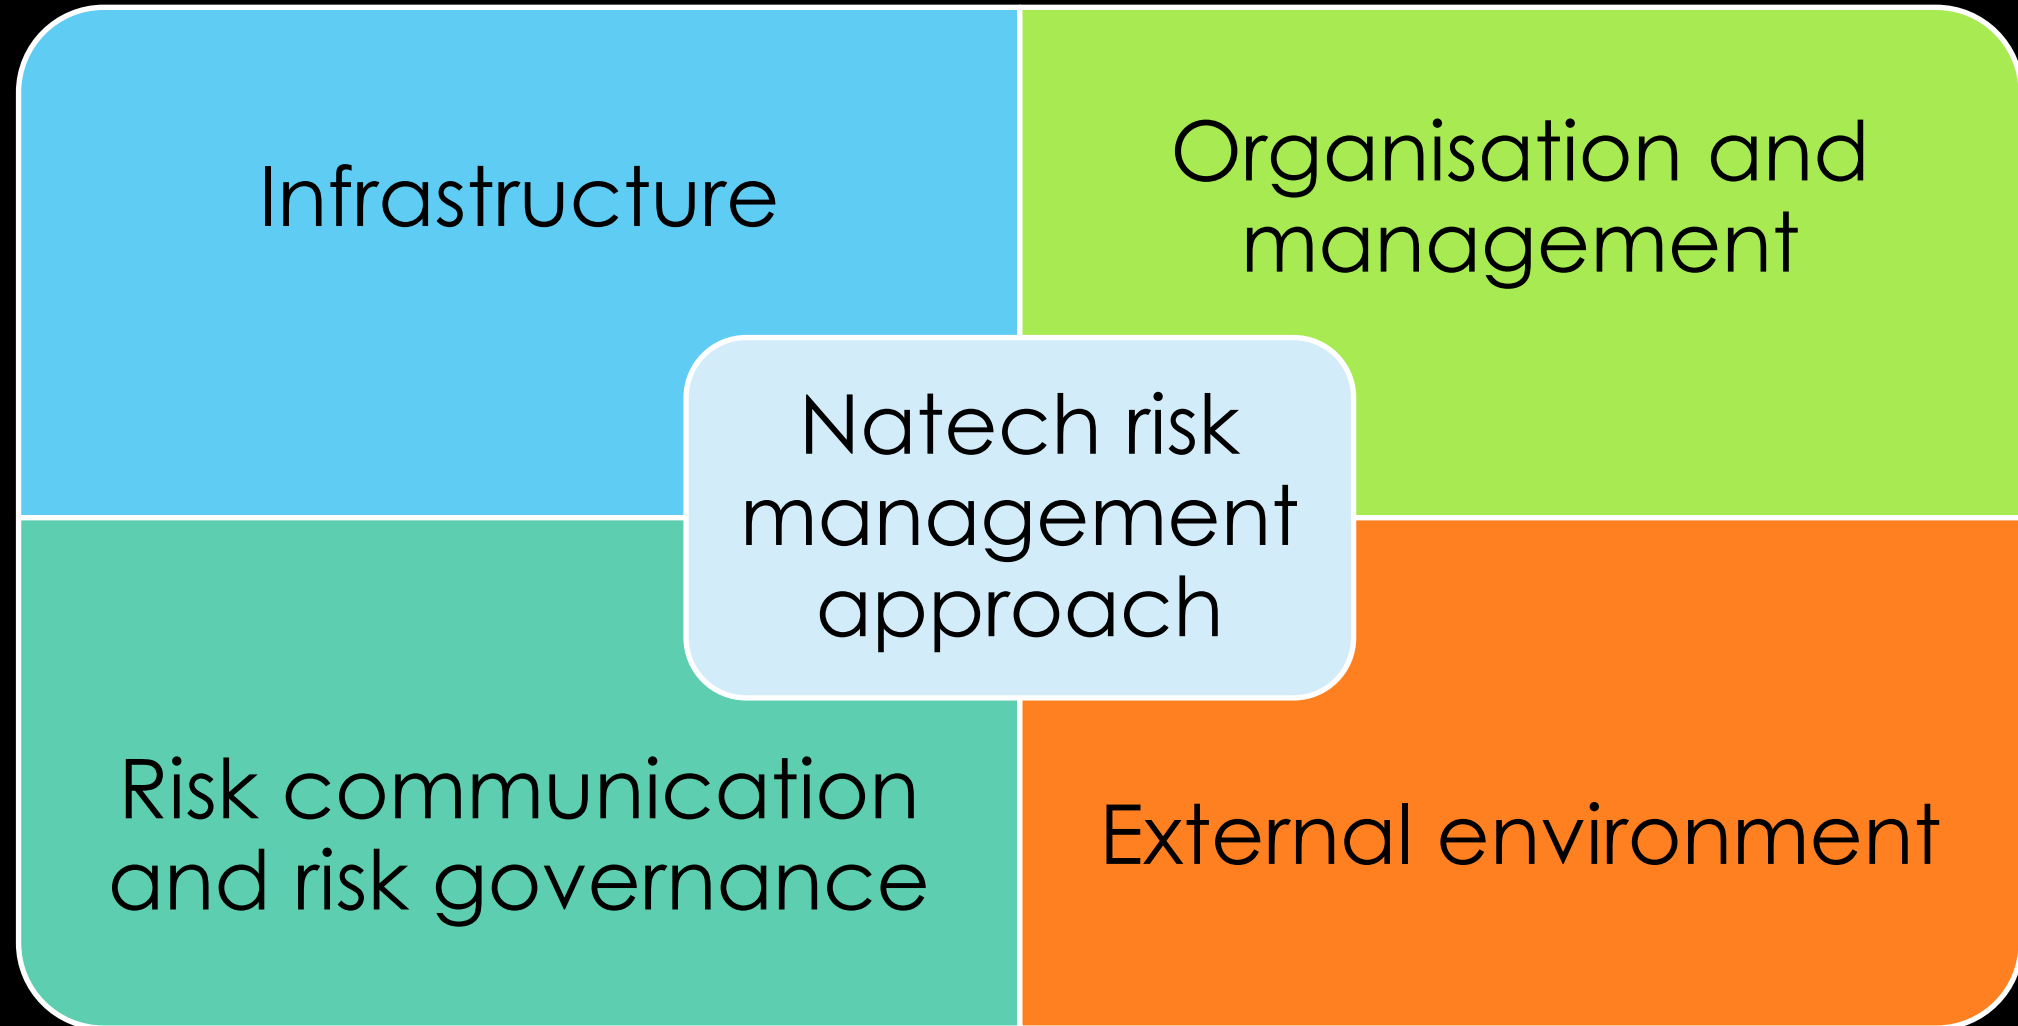 Infrastructure
Organisation and
management
Natech risk
management
approach
Risk communication
and risk governance
External environment